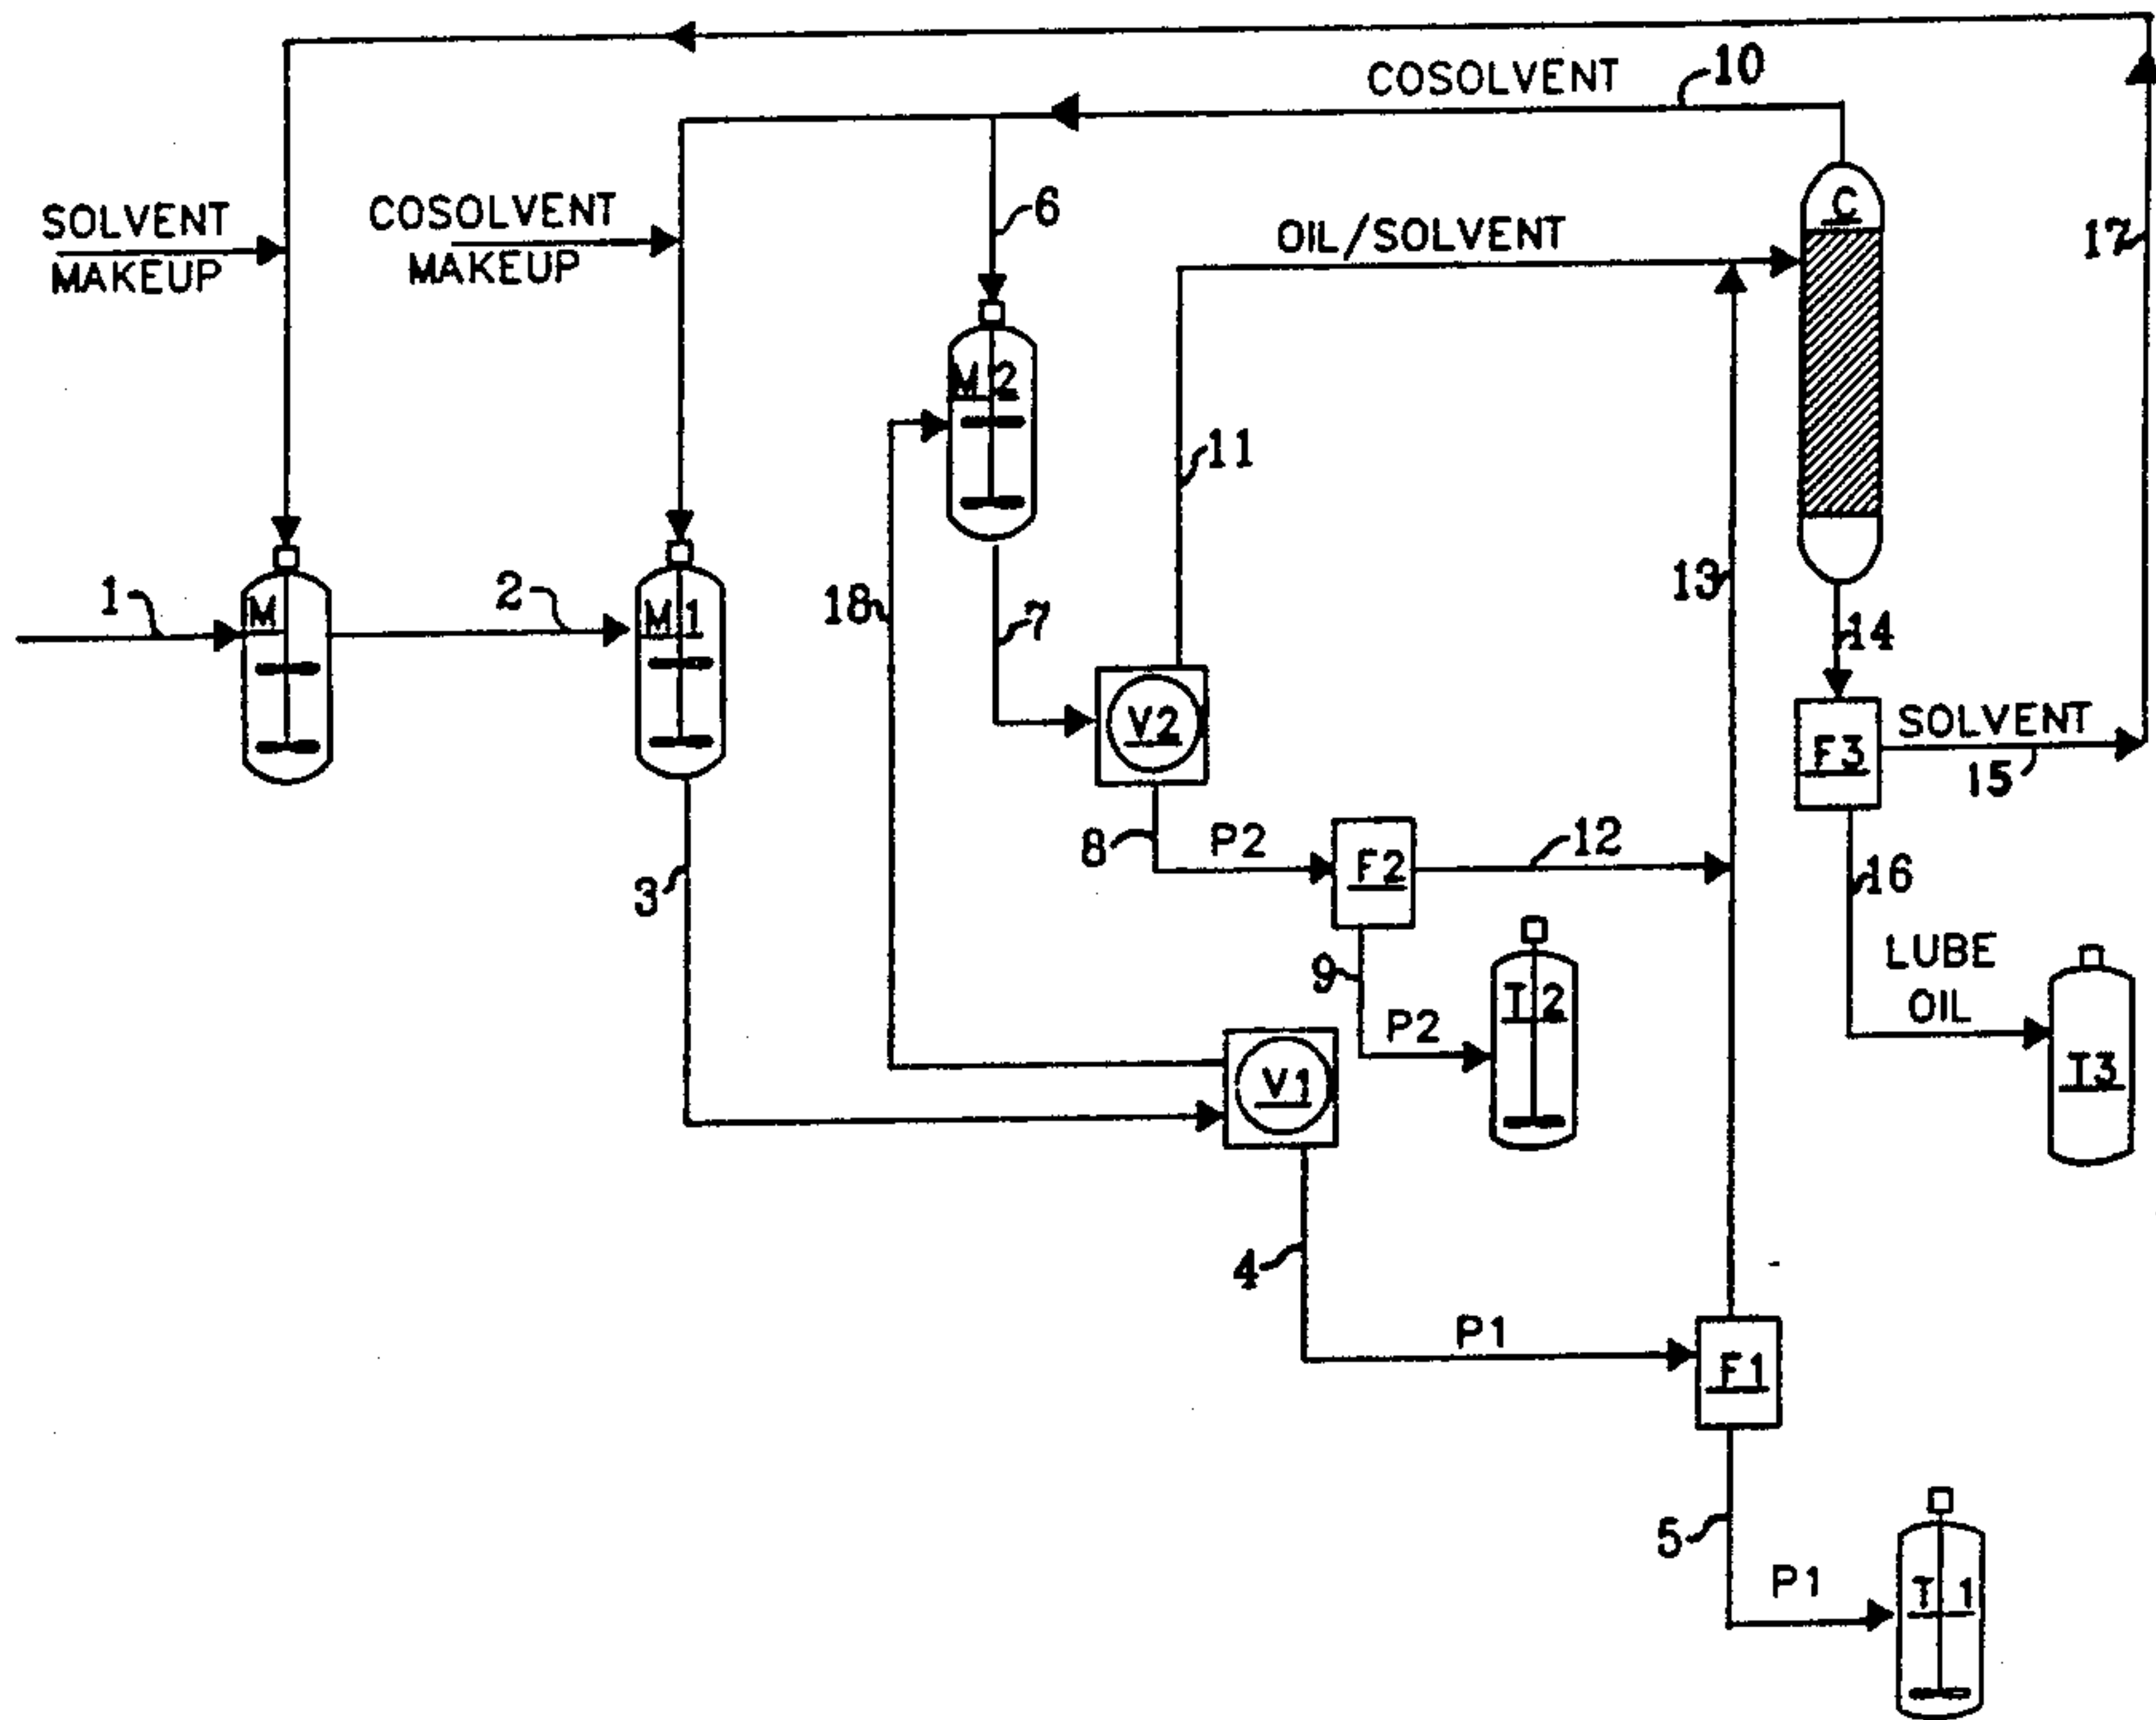 COSOLVENT
10
SOLVENT
MAKEUP
COSOLVENT
MAKEUP
6
OIL/SOLVENT
C
17
M2
11
1
M
2
M1
18
7
13
14
V2
SOLVENT
F3
15
3
8
P2
F2
12
16
9
P2
T2
LUBE
OIL
V1
T3
4
P1
F1
5
P1
T1